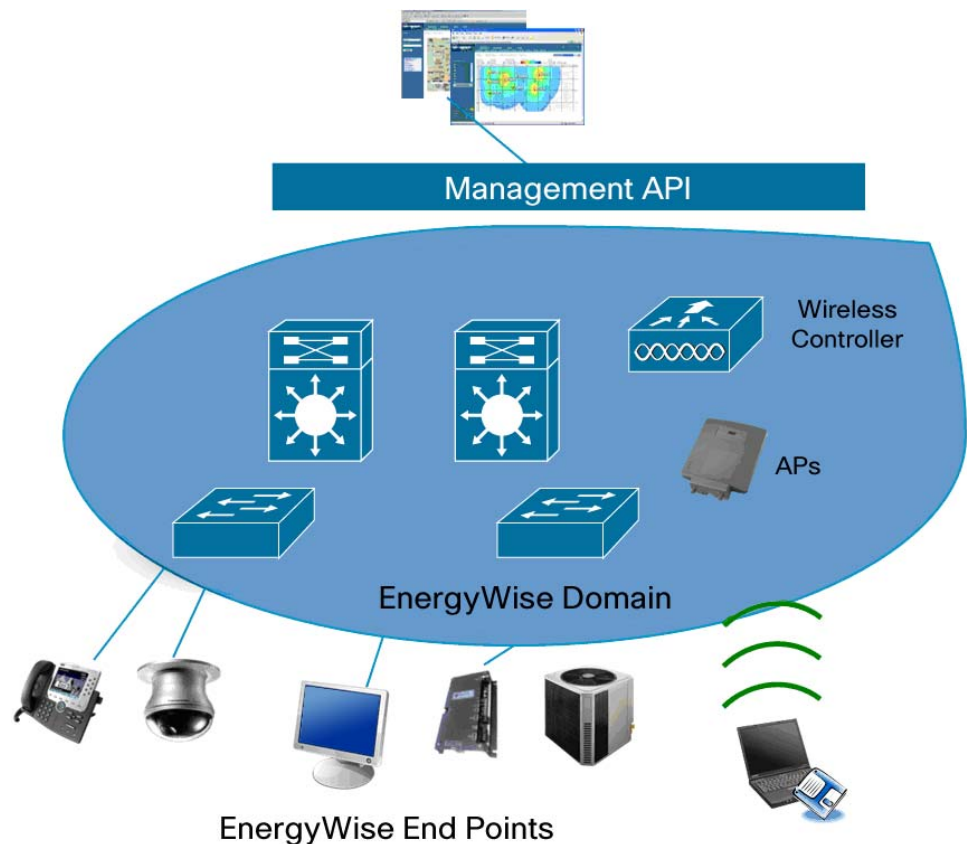 Management API
Wireless
Controller
APs
EnergyWise Domain
EnergyWise End Points